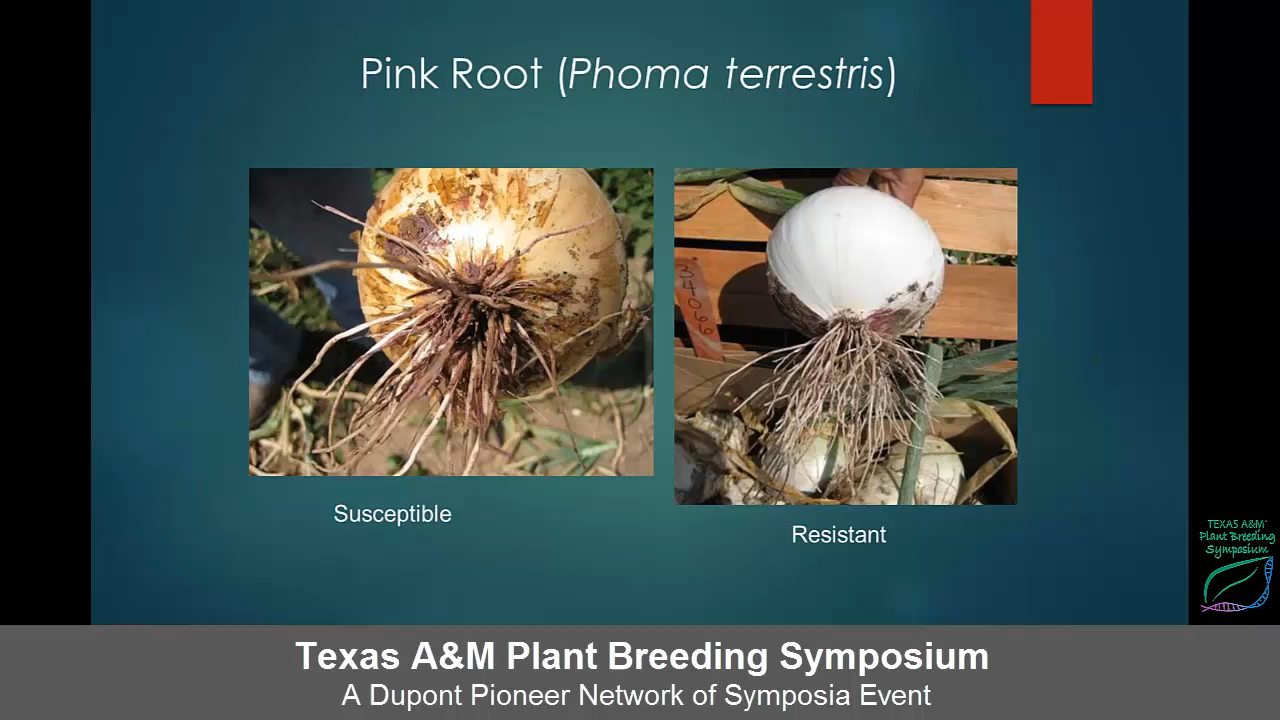 Pink Root (Phoma terrestris)
Susceptible
Resistant
TEXAS A&M
Plant Breeding
Symposium
Texas A&M Plant Breeding Symposium
A Dupont Pioneer Network of Symposia Event